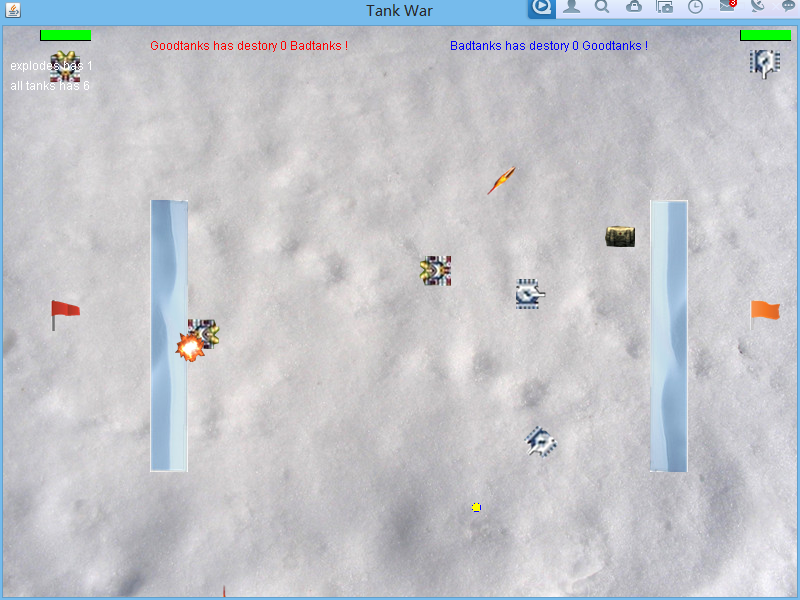 Tank War
3
Goodtanks has destory 0 Badtanks !
Badtanks has destory 0 Goodtanks !
explodes has 1
all tanks has 6